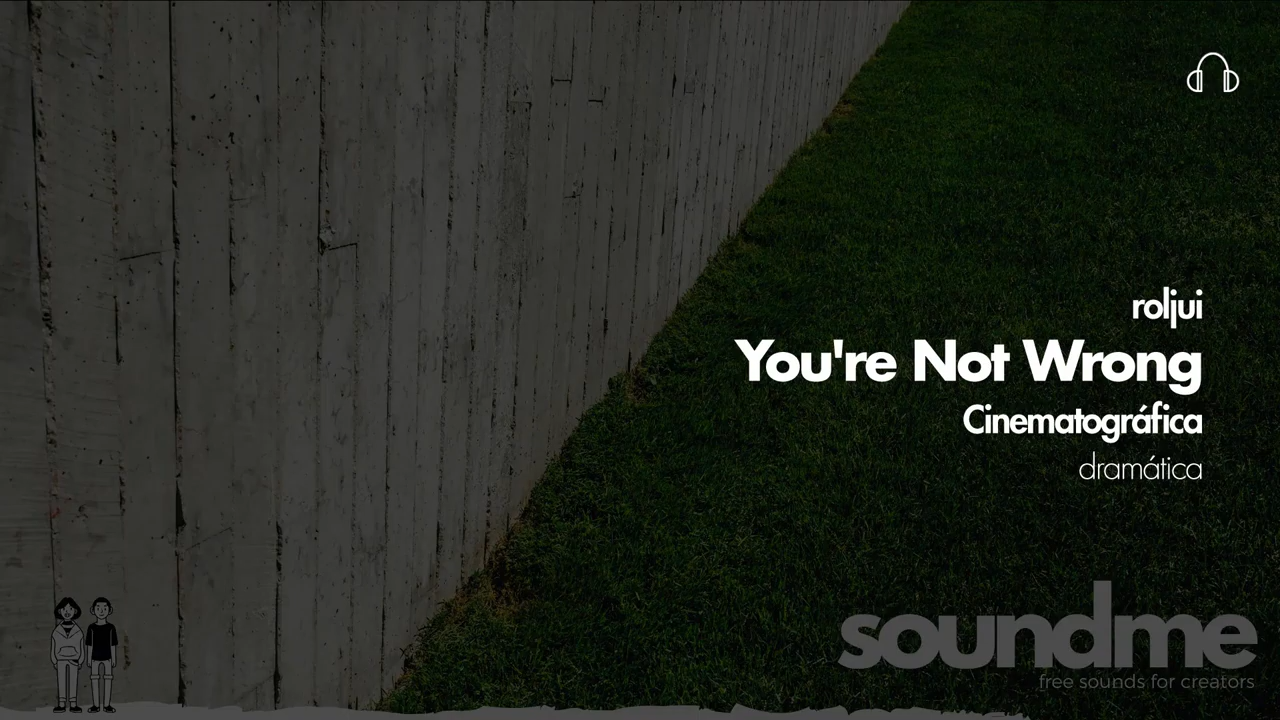 roljui
You're Not Wrong
Cinematográfica
dramática
soundme
free sounds for creators